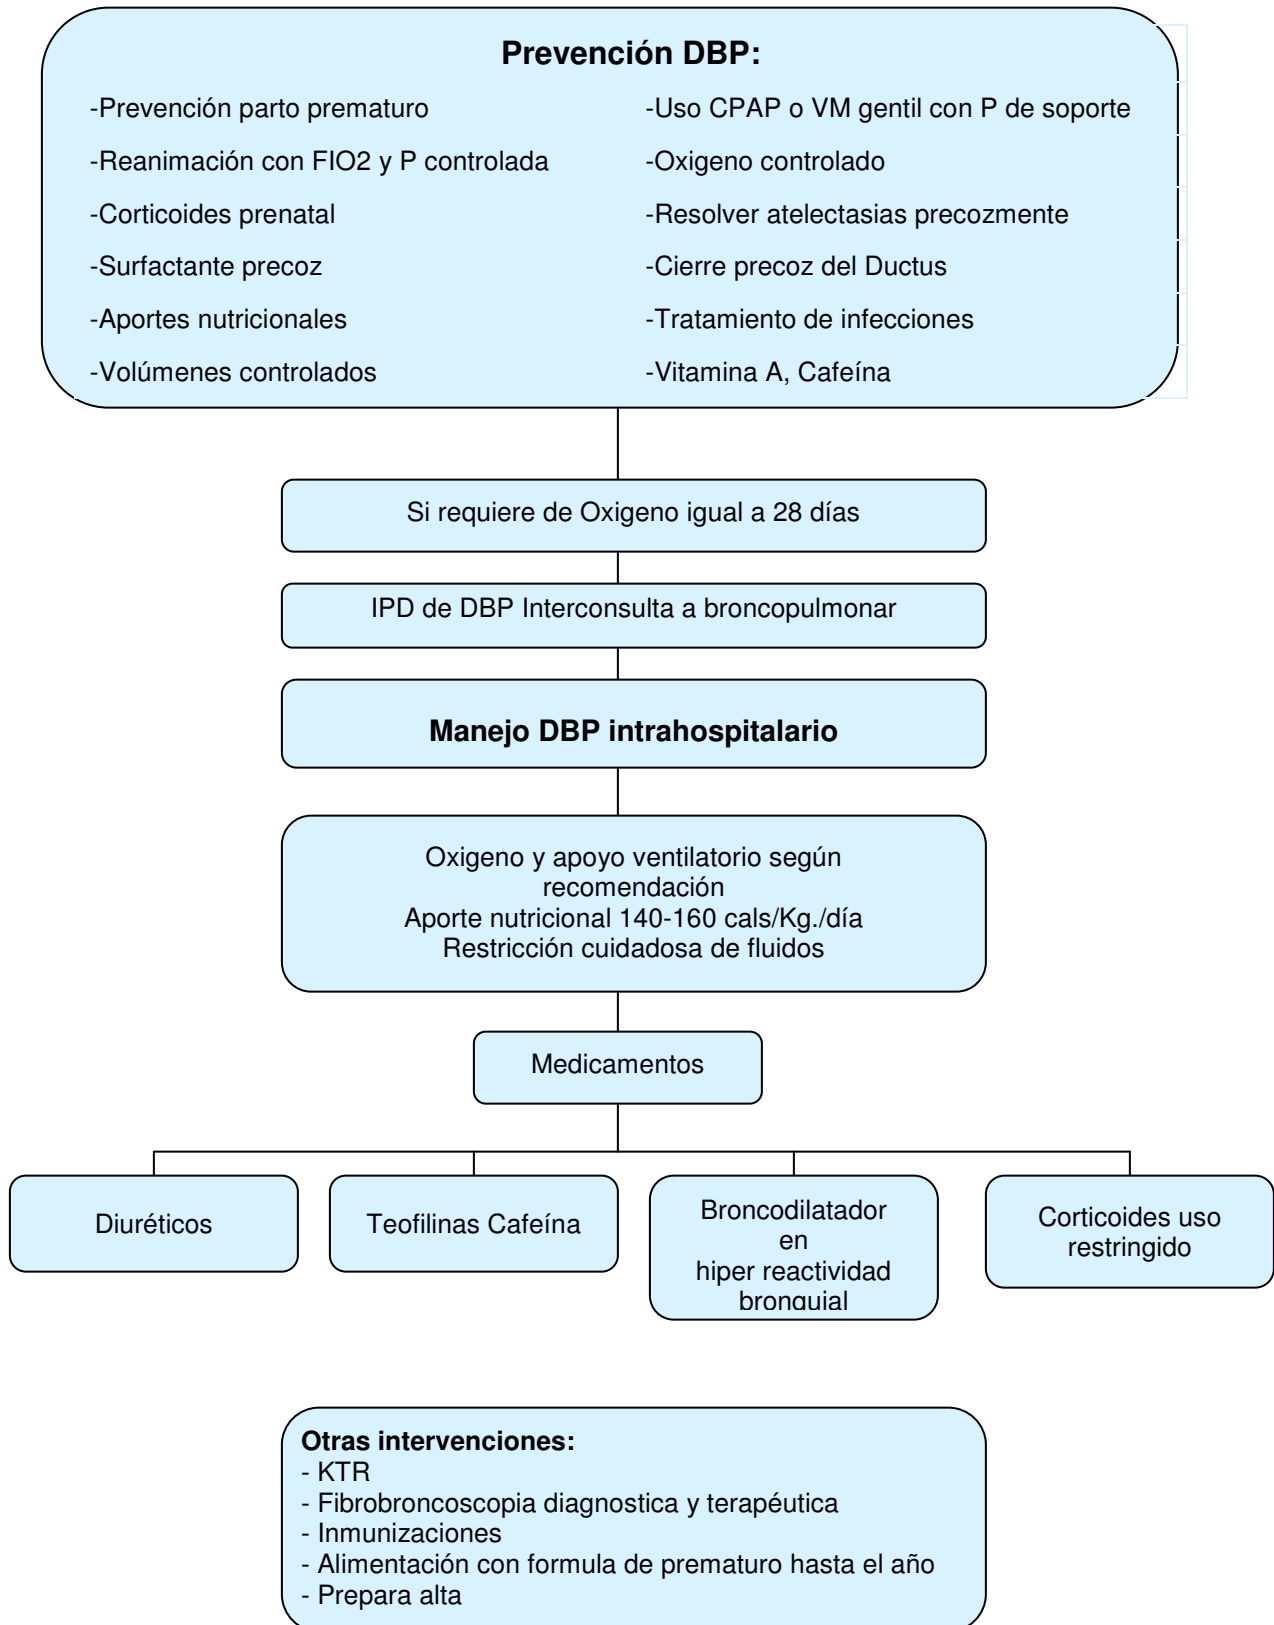 Prevención DBP:
-Prevención parto prematuro
-Uso CPAP o VM gentil con P de soporte
-Reanimación con FIO2 y P controlada
-Oxigeno controlado
-Corticoides prenatal
-Resolver atelectasias precozmente
-Surfactante precoz
-Cierre precoz del Ductus
-Aportes nutricionales
-Tratamiento de infecciones
-Volúmenes controlados
-Vitamina A, Cafeína
Si requiere de Oxigeno igual a 28 días
IPD de DBP Interconsulta a broncopulmonar
Manejo DBP intrahospitalario
Oxigeno y apoyo ventilatorio según
recomendación
Aporte nutricional 140-160 cals/Kg./día
Restricción cuidadosa de fluidos
Medicamentos
Diuréticos
Teofilinas Cafeína
Broncodilatador
en
hiper reactividad
bronquial
Corticoides uso
restringido
Otras intervenciones:
- KTR
- Fibrobroncoscopia diagnostica y terapéutica
- Inmunizaciones
- Alimentación con formula de prematuro hasta el año
- Prepara alta